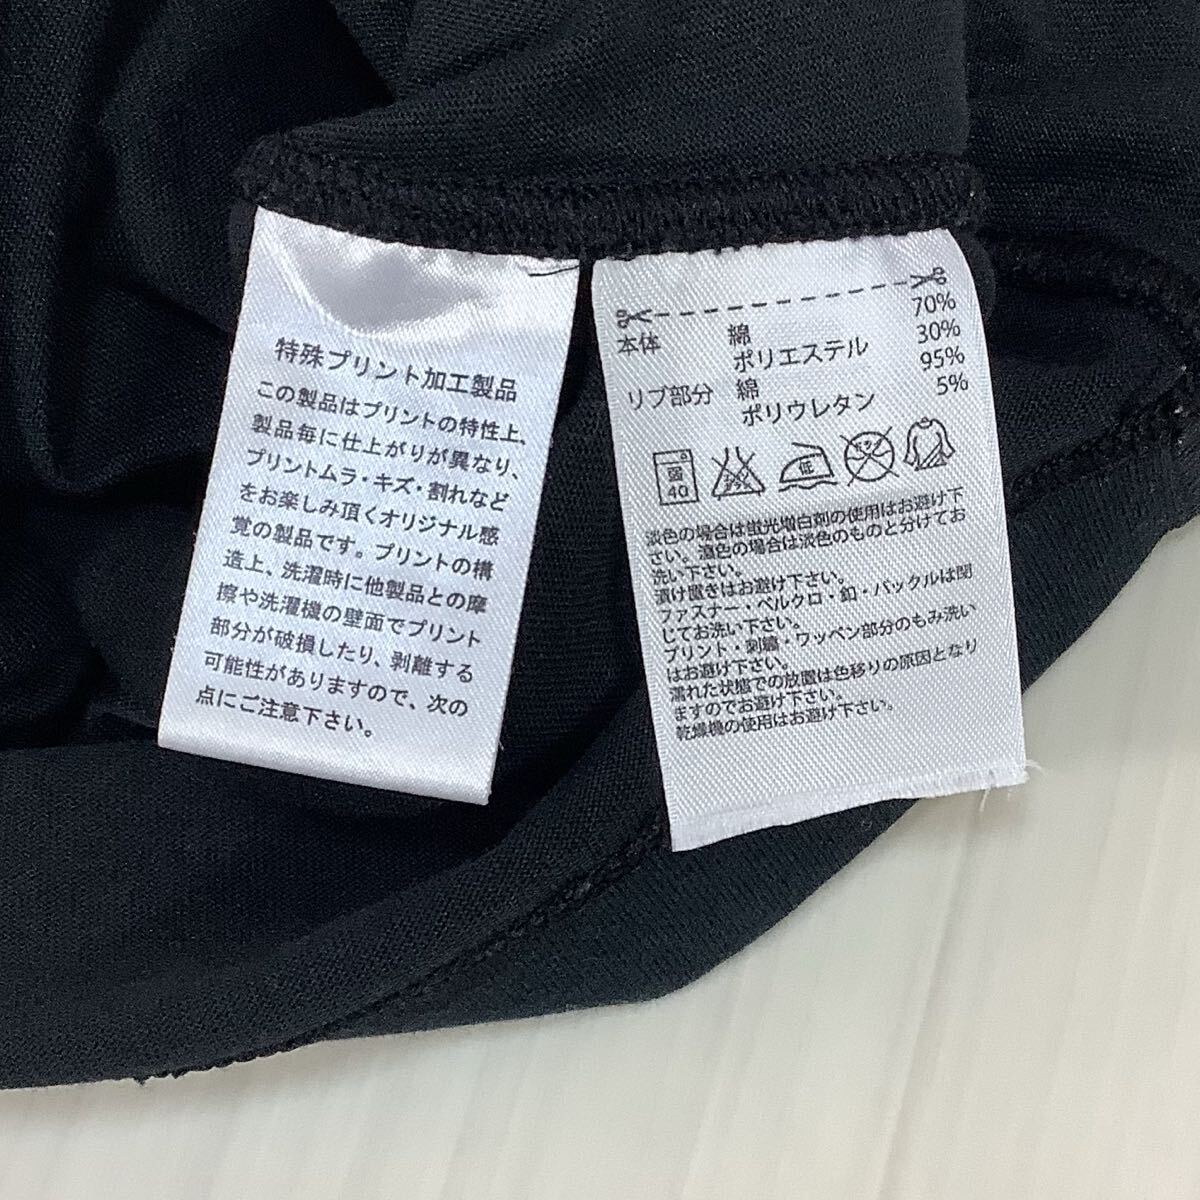 特殊プリント加工製品
この製品はプリントの特性上、
製品毎に仕上がりが異なり、
プリントムラ・キズ・割れなど
をお楽しみ頂くオリジナル感
覚の製品です。プリントの構
造上、洗濯時に他製品との摩
擦や洗濯機の壁面でプリント
部分が破損したり、剥離する
可能性がありますので、次の
点にご注意下さい。
本体 綿 70%
ポリエステル 30%
リブ部分 綿 95%
ポリウレタン 5%
弱 40 低
淡色の場合は蛍光増白剤の使用はお避け下
さい。濃色の場合は淡色のものと分けてお
洗い下さい。
漬け置きはお避け下さい。
ファスナー・ベルクロ・釦・バックルは閉
じてお洗い下さい。
プリント・刺繍・ワッペン部分のもみ洗い
はお避け下さい。
濡れた状態での放置は色移りの原因となり
ますのでお避け下さい。
乾燥機の使用はお避け下さい。